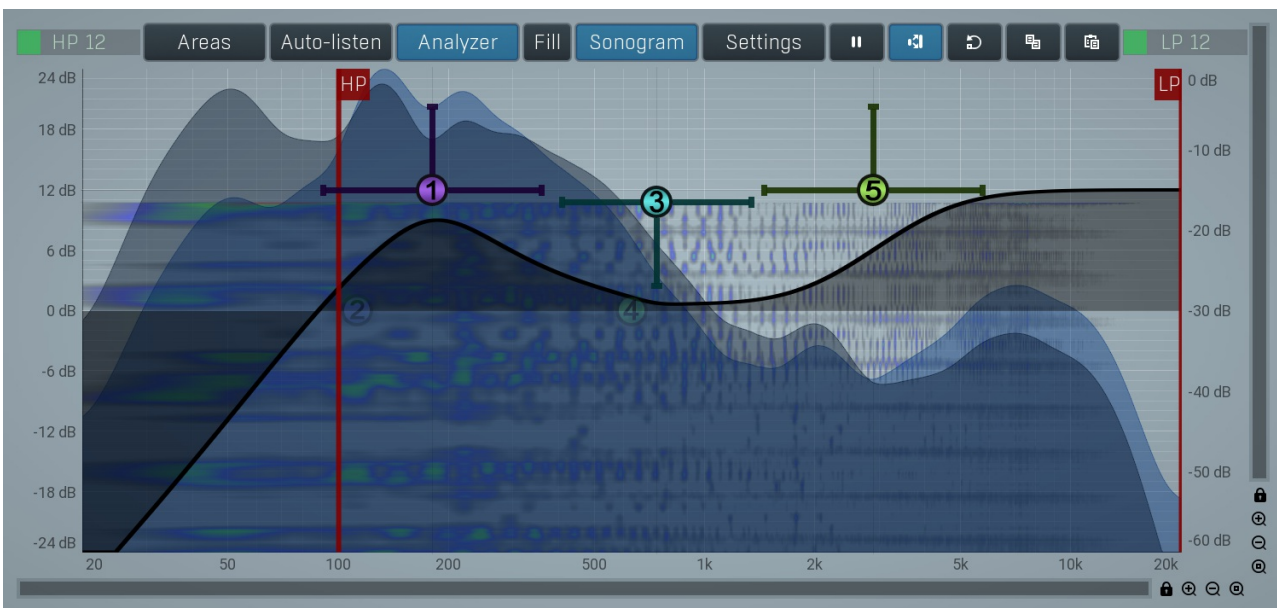 HP 12 Areas Auto-listen Analyzer Fill Sonogram Settings LP 12
24 dB HP LP 0 dB
18 dB
-10 dB
12 dB 1 3 5
-20 dB
6 dB
0 dB 2 4 -30 dB
-6 dB
-40 dB
-12 dB
-50 dB
-18 dB
-24 dB -60 dB
20 50 100 200 500 1k 2k 5k 10k 20k